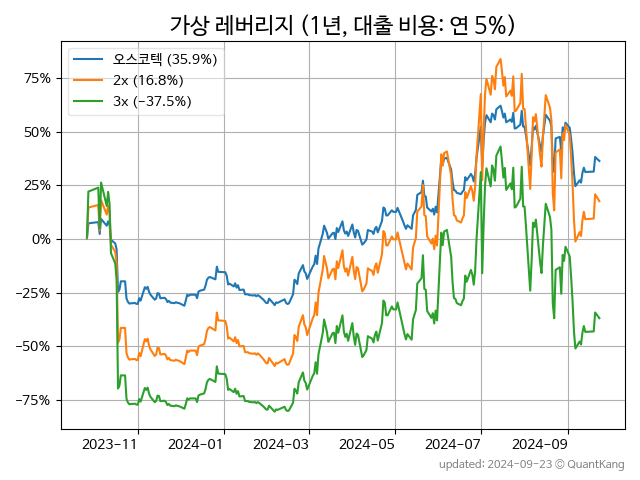 가상 레버리지 (1년, 대출 비용: 연 5%)
오스코텍 (35.9%)
2x (16.8%)
3x (−37.5%)
75%
50%
25%
0%
−25%
−50%
−75%
2023-11 2024-01 2024-03 2024-05 2024-07 2024-09
updated: 2024-09-23 © QuantKang